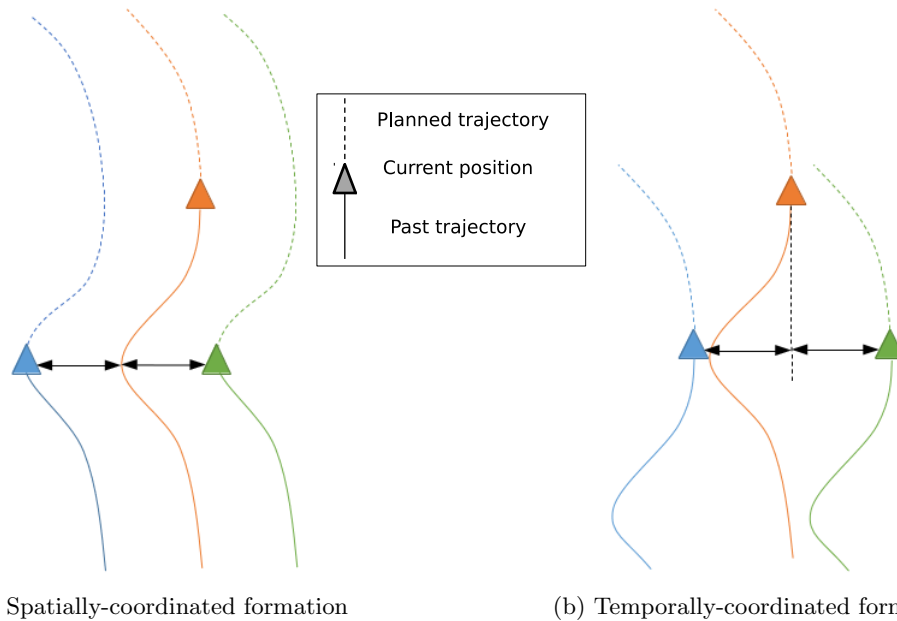 Planned trajectory
Current position
Past trajectory
Spatially-coordinated formation
(b) Temporally-coordinated form